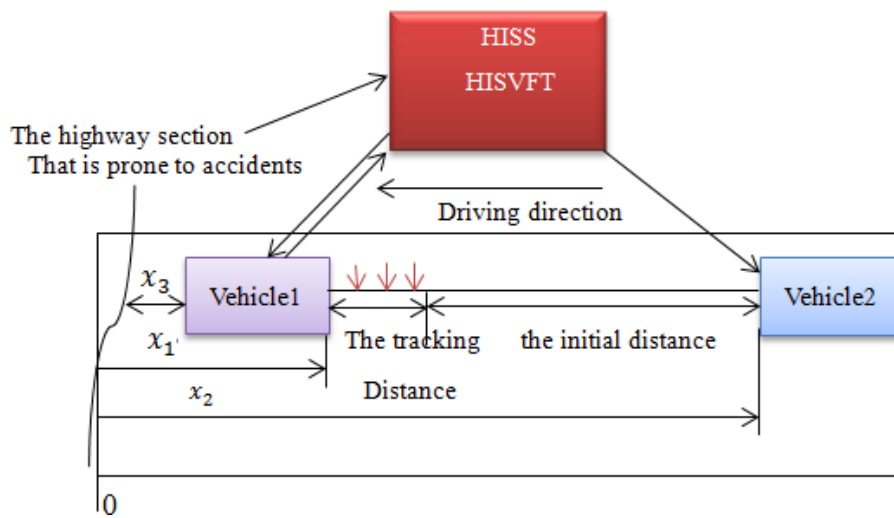 HISS
HISVFT
The highway section
That is prone to accidents
Driving direction
x₃
Vehicle1
Vehicle2
x₁
The tracking
the initial distance
x₂
Distance
0